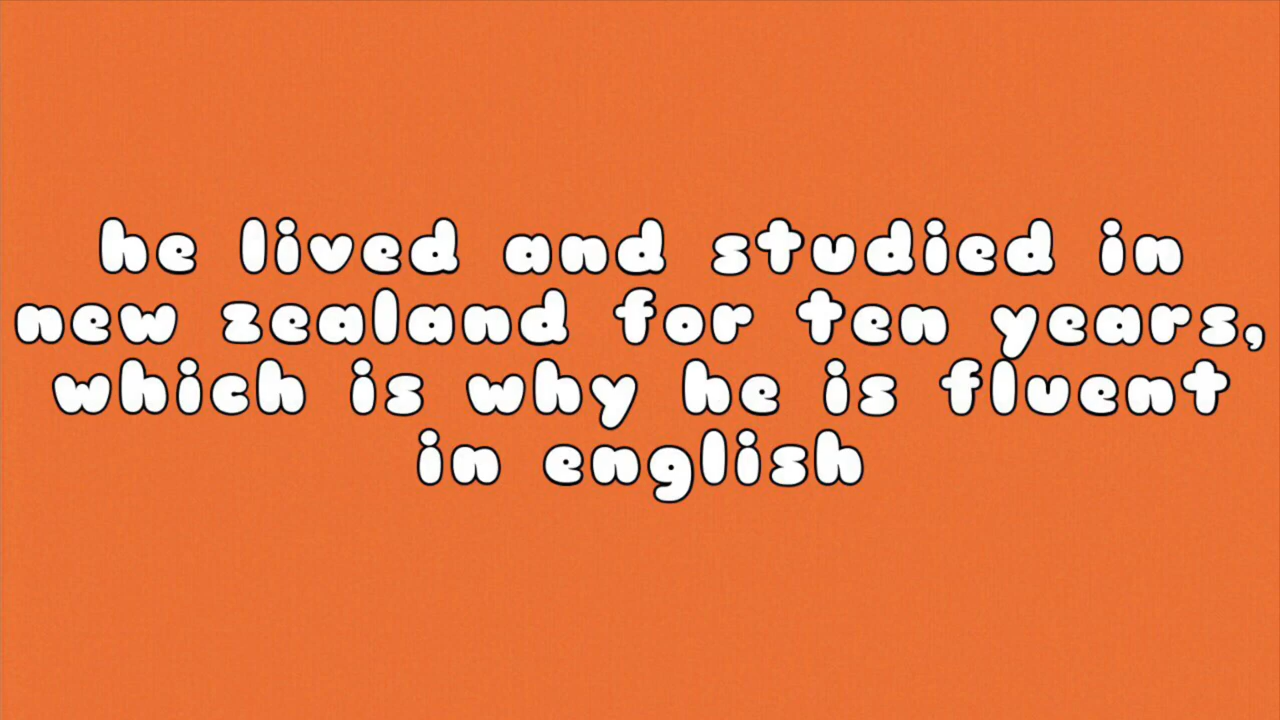 he lived and studied in
new zealand for ten years,
which is why he is fluent
in english